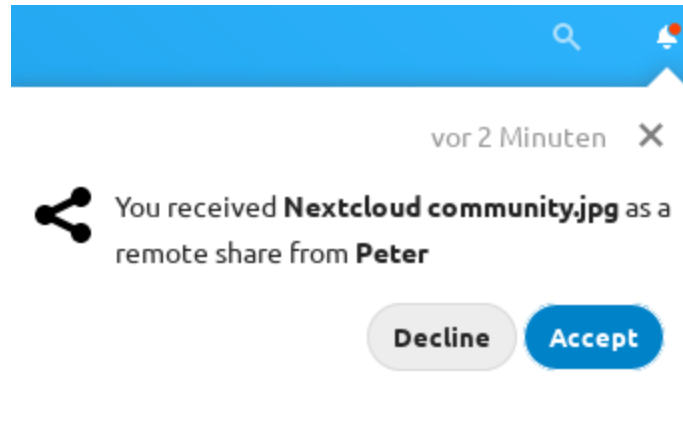 vor 2 Minuten
You received Nextcloud community.jpg as a
remote share from Peter
Decline Accept